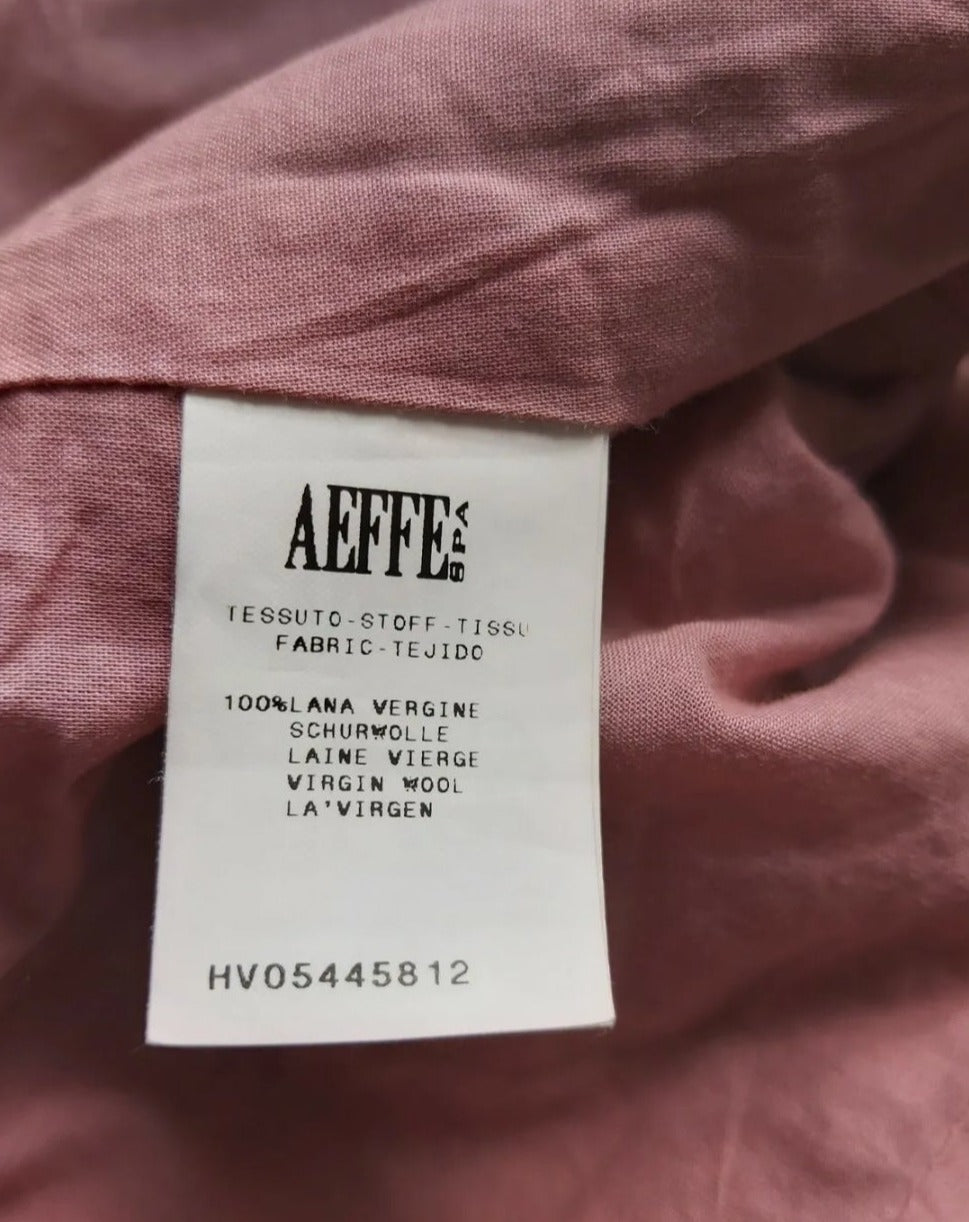 AEFFE SPA
TESSUTO-STOFF-TISSU
FABRIC-TEJIDO
100%LANA VERGINE
SCHURWOLLE
LAINE VIERGE
VIRGIN WOOL
LA'VIRGEN
HV05445812